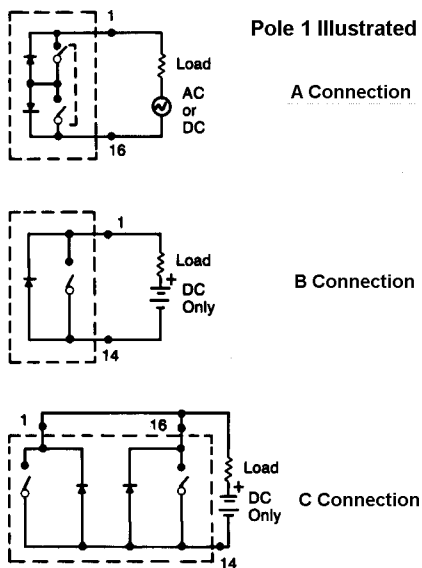 Pole 1 Illustrated
1
Load
AC
or
DC
16
A Connection
1
Load
+
DC
Only
14
B Connection
1
16
Load
+
DC
Only
14
C Connection